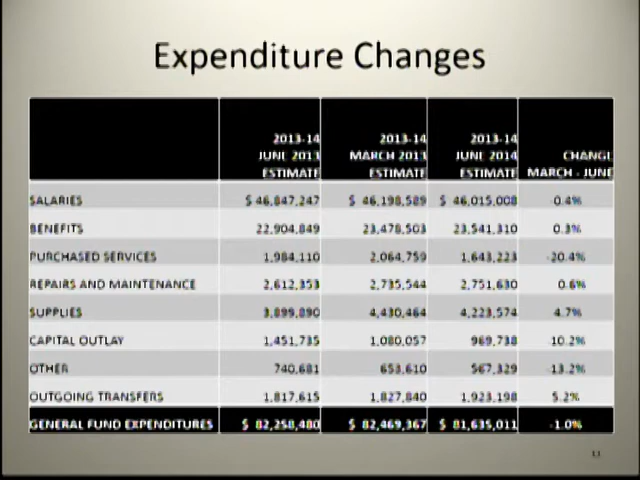 Expenditure Changes
2013-14 2013-14 2013-14
JUNE 2013 MARCH 2013 JUNE 2014 CHANGE
ESTIMATE ESTIMATE ESTIMATE MARCH - JUNE
SALARIES $ 46,847,247 $ 46,198,589 $ 46,015,008 -0.4%
BENEFITS 22,904,849 23,478,503 23,541,310 0.3%
PURCHASED SERVICES 1,984,110 2,064,759 1,643,223 -20.4%
REPAIRS AND MAINTENANCE 2,612,353 2,735,544 2,751,630 0.6%
SUPPLIES 3,899,890 4,430,464 4,223,574 4.7%
CAPITAL OUTLAY 1,451,735 1,080,057 969,738 10.2%
OTHER 740,681 653,610 567,329 -13.2%
OUTGOING TRANSFERS 1,817,615 1,827,840 1,923,198 5.2%
GENERAL FUND EXPENDITURES $ 82,258,480 $ 82,469,367 $ 81,635,011 -1.0%